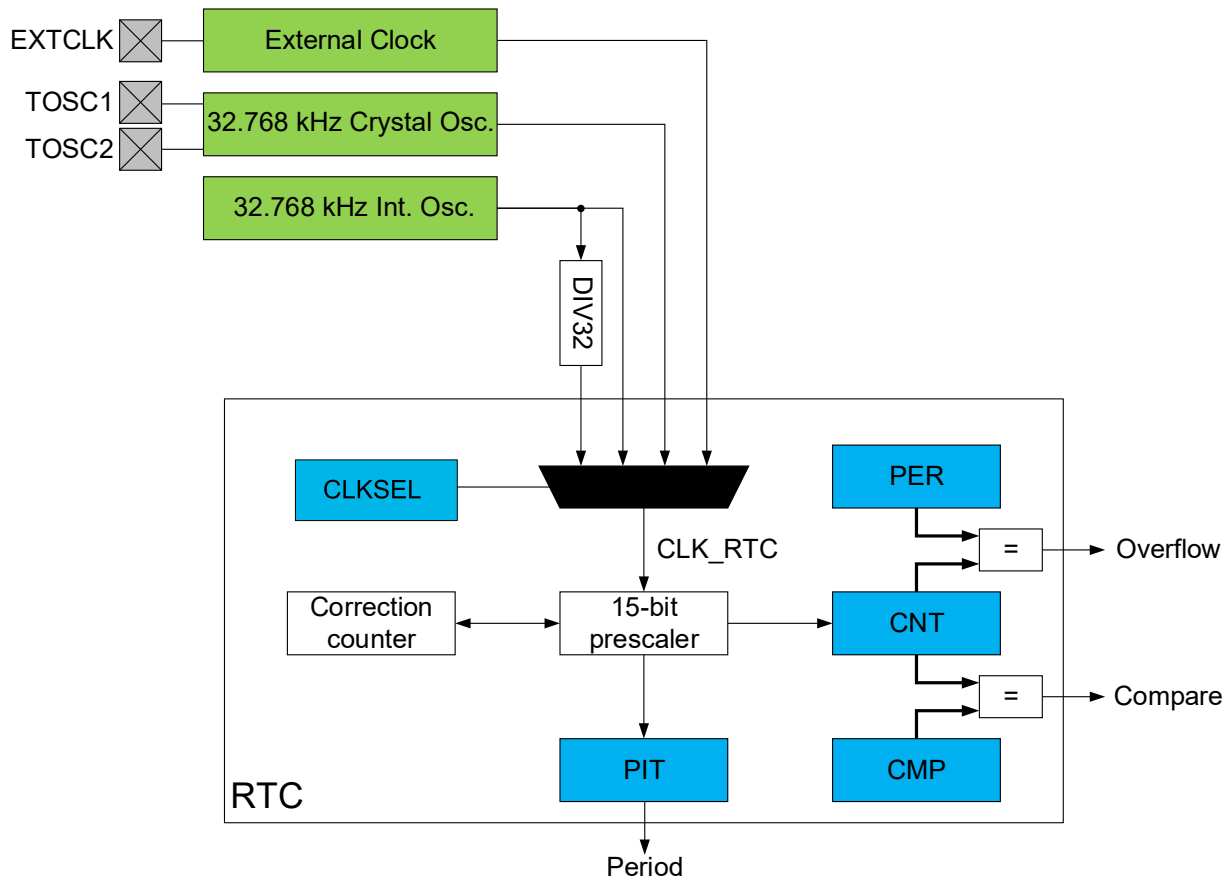 EXTCLK
External Clock
TOSC1
TOSC2
32.768 kHz Crystal Osc.
32.768 kHz Int. Osc.
DIV32
CLKSEL
PER
=
Overflow
CLK_RTC
Correction
counter
15-bit
prescaler
CNT
=
Compare
PIT
CMP
RTC
Period